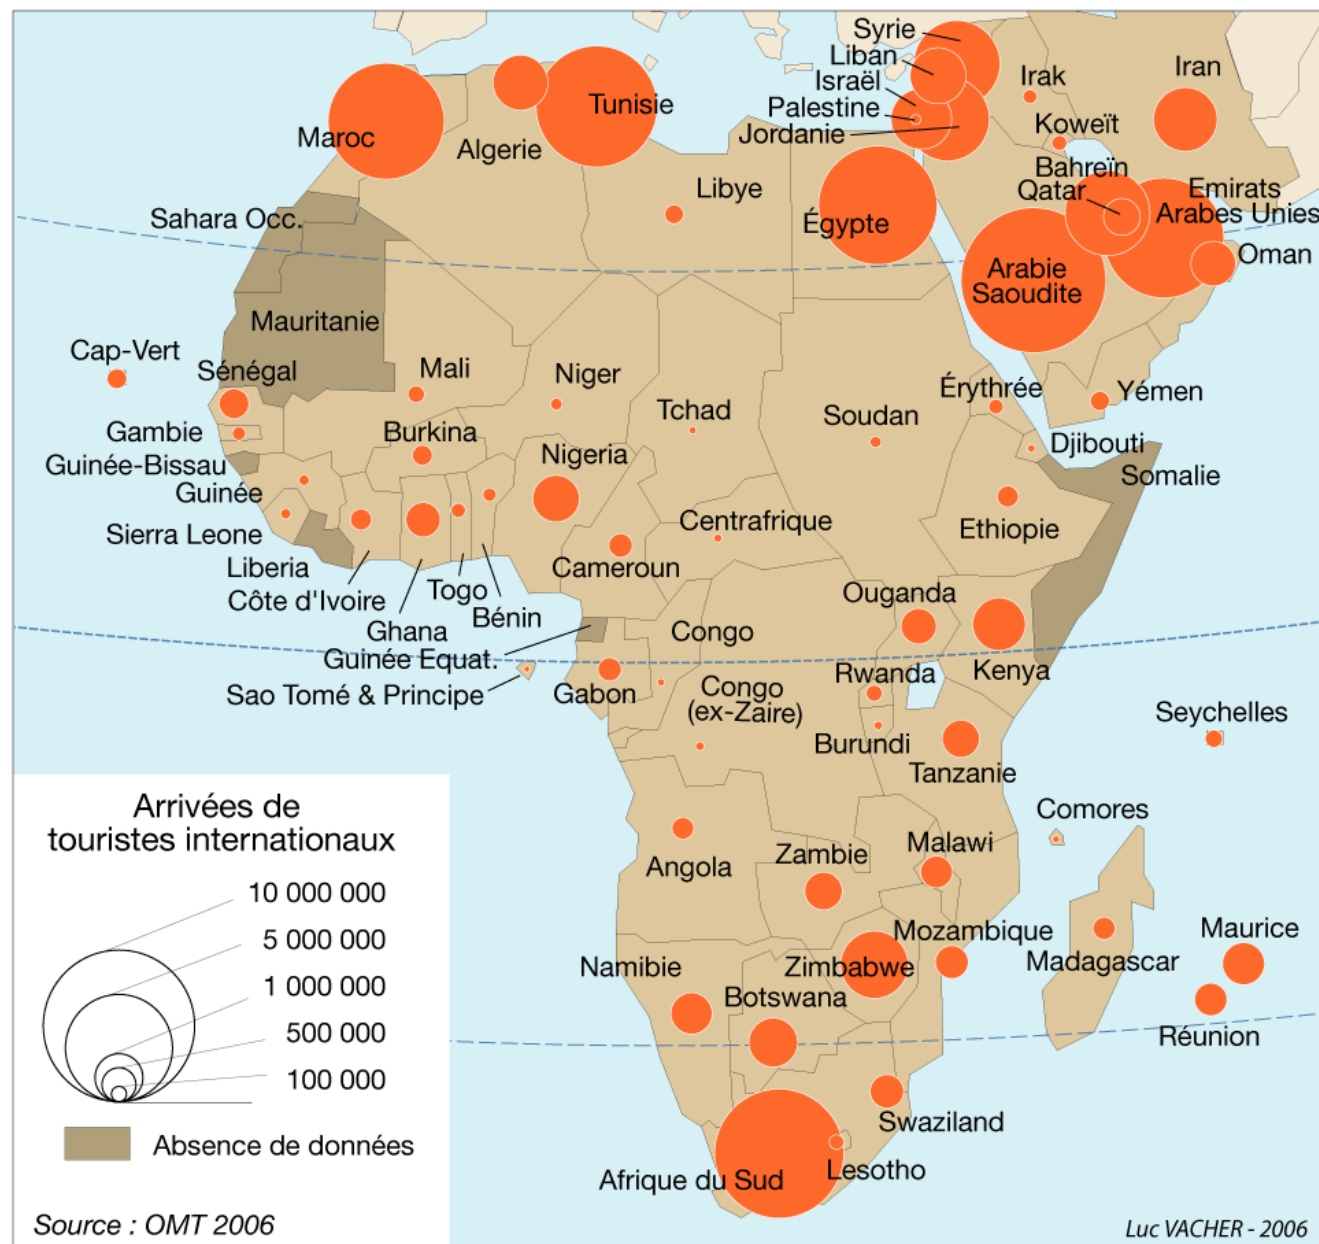 Syrie
Liban
Israël
Palestine
Jordanie
Irak
Iran
Koweït
Bahreïn
Qatar
Emirats
Arabes Unies
Oman
Maroc
Algerie
Tunisie
Libye
Égypte
Arabie
Saoudite
Sahara Occ.
Mauritanie
Cap-Vert
Sénégal
Mali
Niger
Tchad
Soudan
Érythrée
Yémen
Gambie
Burkina
Nigeria
Djibouti
Guinée-Bissau
Somalie
Guinée
Sierra Leone
Centrafrique
Ethiopie
Liberia
Côte d'Ivoire
Togo
Bénin
Cameroun
Ghana
Guinée Equat.
Congo
Ouganda
Kenya
Sao Tomé & Principe
Gabon
Congo
(ex-Zaire)
Rwanda
Burundi
Tanzanie
Seychelles
Comores
Angola
Zambie
Malawi
Mozambique
Madagascar
Maurice
Réunion
Namibie
Zimbabwe
Botswana
Swaziland
Afrique du Sud
Lesotho
Arrivées de
touristes internationaux
10 000 000
5 000 000
1 000 000
500 000
100 000
Absence de données
Source : OMT 2006
Luc VACHER - 2006